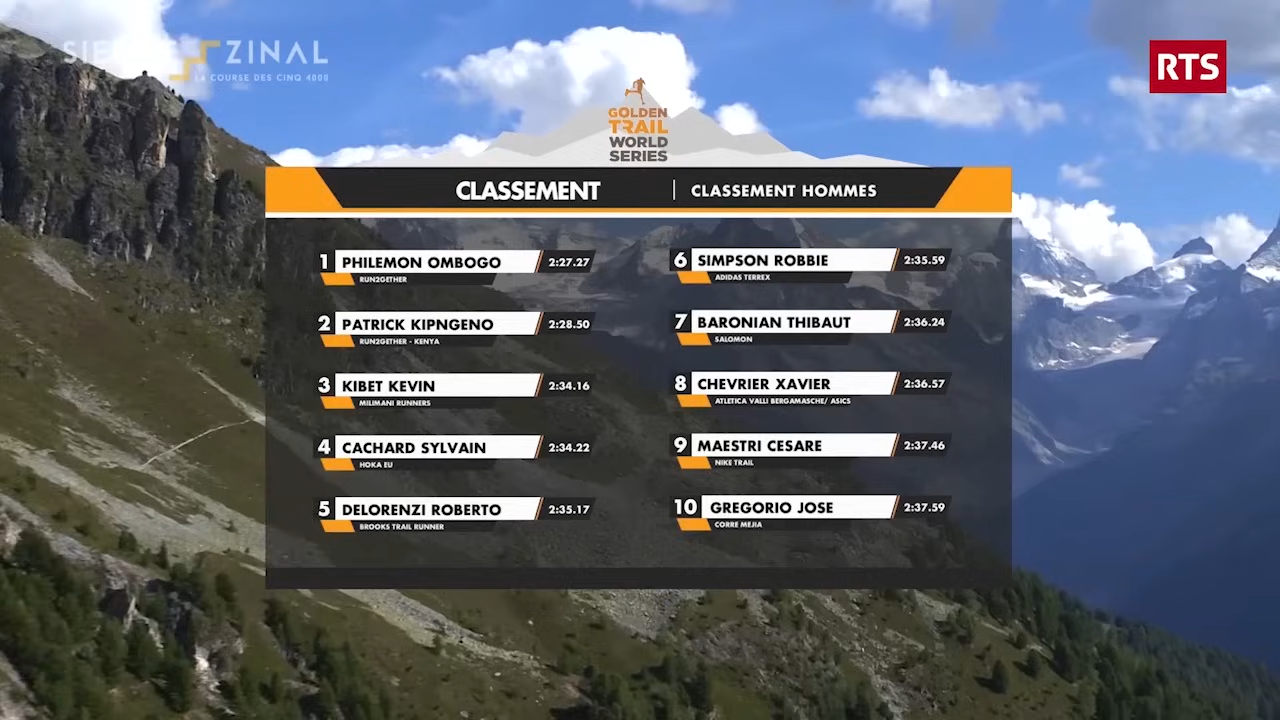 SIERRE ZINAL
LA COURSE DES CINQ 4000
RTS
GOLDEN
TRAIL
WORLD
SERIES
CLASSEMENT | CLASSEMENT HOMMES
1 PHILEMON OMBOGO 2:27.27
RUN2GETHER
2 PATRICK KIPNGENO 2:28.50
RUN2GETHER - KENYA
3 KIBET KEVIN 2:34.16
MILIMANI RUNNERS
4 CACHARD SYLVAIN 2:34.22
HOKA EU
5 DELORENZI ROBERTO 2:35.17
BROOKS TRAIL RUNNER
6 SIMPSON ROBBIE 2:35.59
ADIDAS TERREX
7 BARONIAN THIBAUT 2:36.24
SALOMON
8 CHEVRIER XAVIER 2:36.57
ATLETICA VALLI BERGAMASCHE/ ASICS
9 MAESTRI CESARE 2:37.46
NIKE TRAIL
10 GREGORIO JOSE 2:37.59
CORRE MEJIA